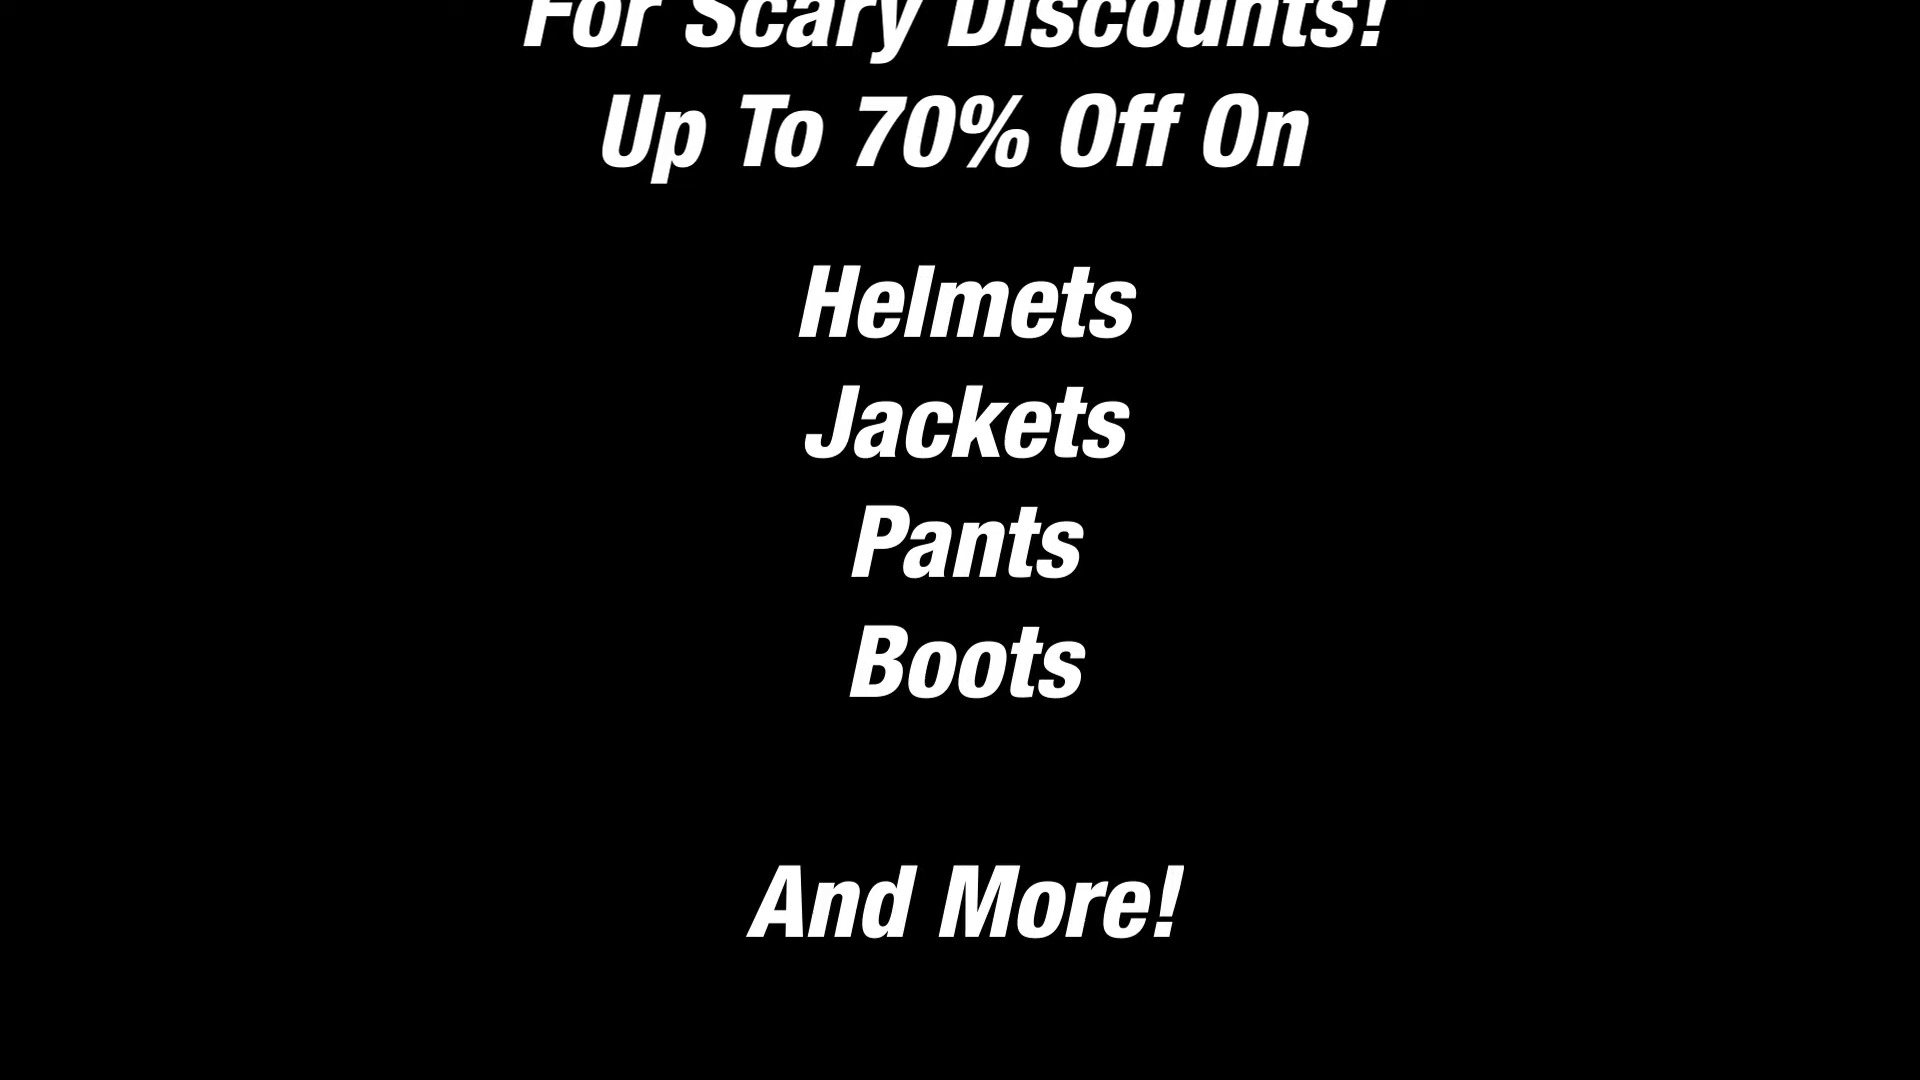 For Scary Discounts!
Up To 70% Off On
Helmets
Jackets
Pants
Boots
And More!